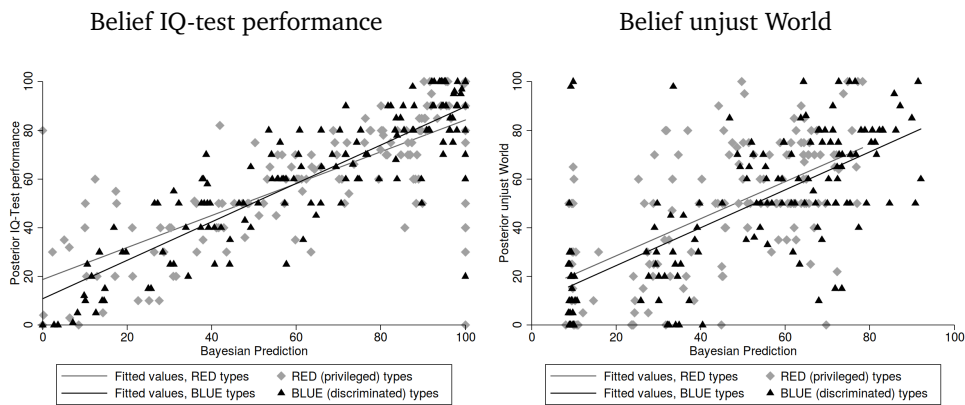 Belief IQ-test performance
Posterior IQ-Test performance
0 20 40 60 80 100
0 20 40 60 80 100
Bayesian Prediction
Fitted values, RED types RED (privileged) types
Fitted values, BLUE types BLUE (discriminated) types
Belief unjust World
Posterior unjust World
0 20 40 60 80 100
0 20 40 60 80 100
Bayesian Prediction
Fitted values, RED types RED (privileged) types
Fitted values, BLUE types BLUE (discriminated) types